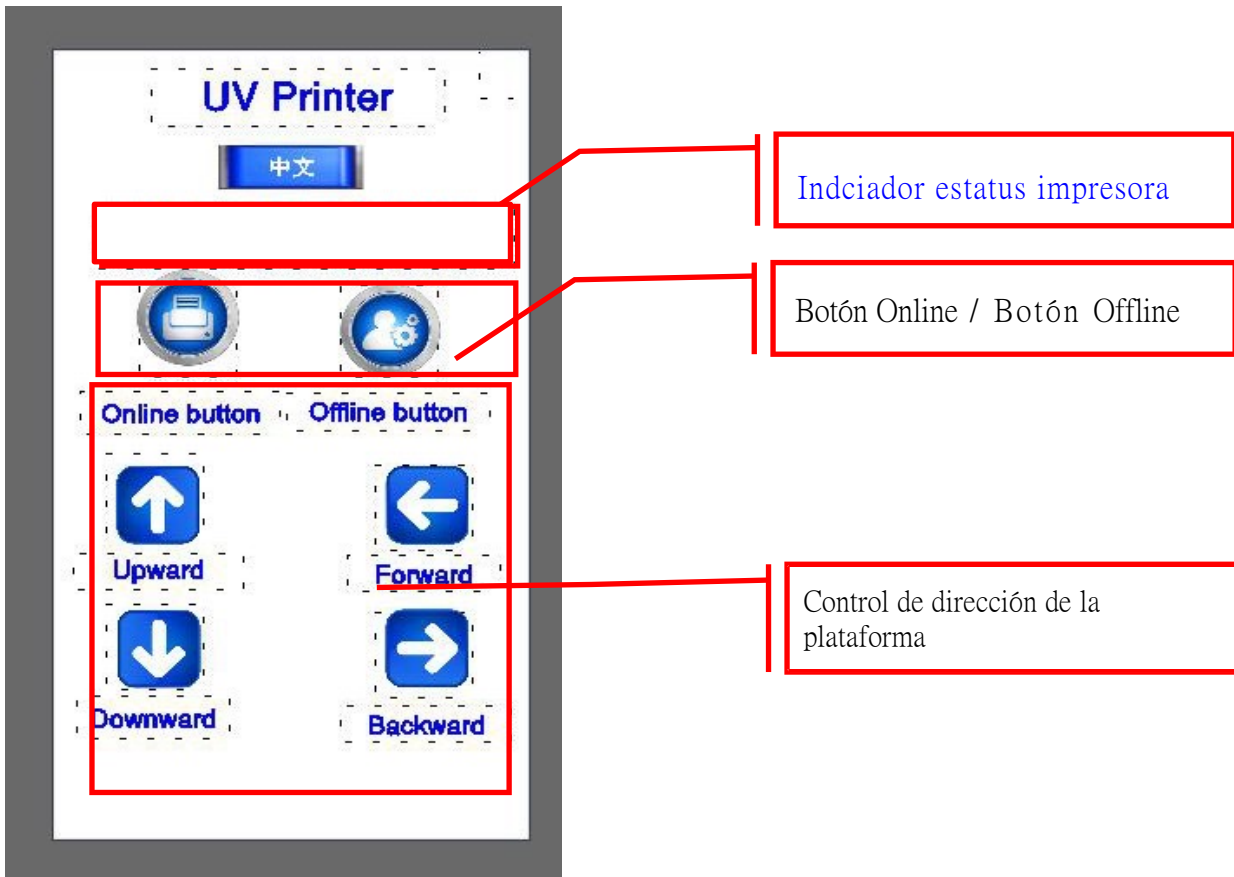 UV Printer
中文
Indciador estatus impresora
Botón Online / Botón Offline
Online button
Offline button
Upward
Forward
Control de dirección de la
plataforma
Downward
Backward